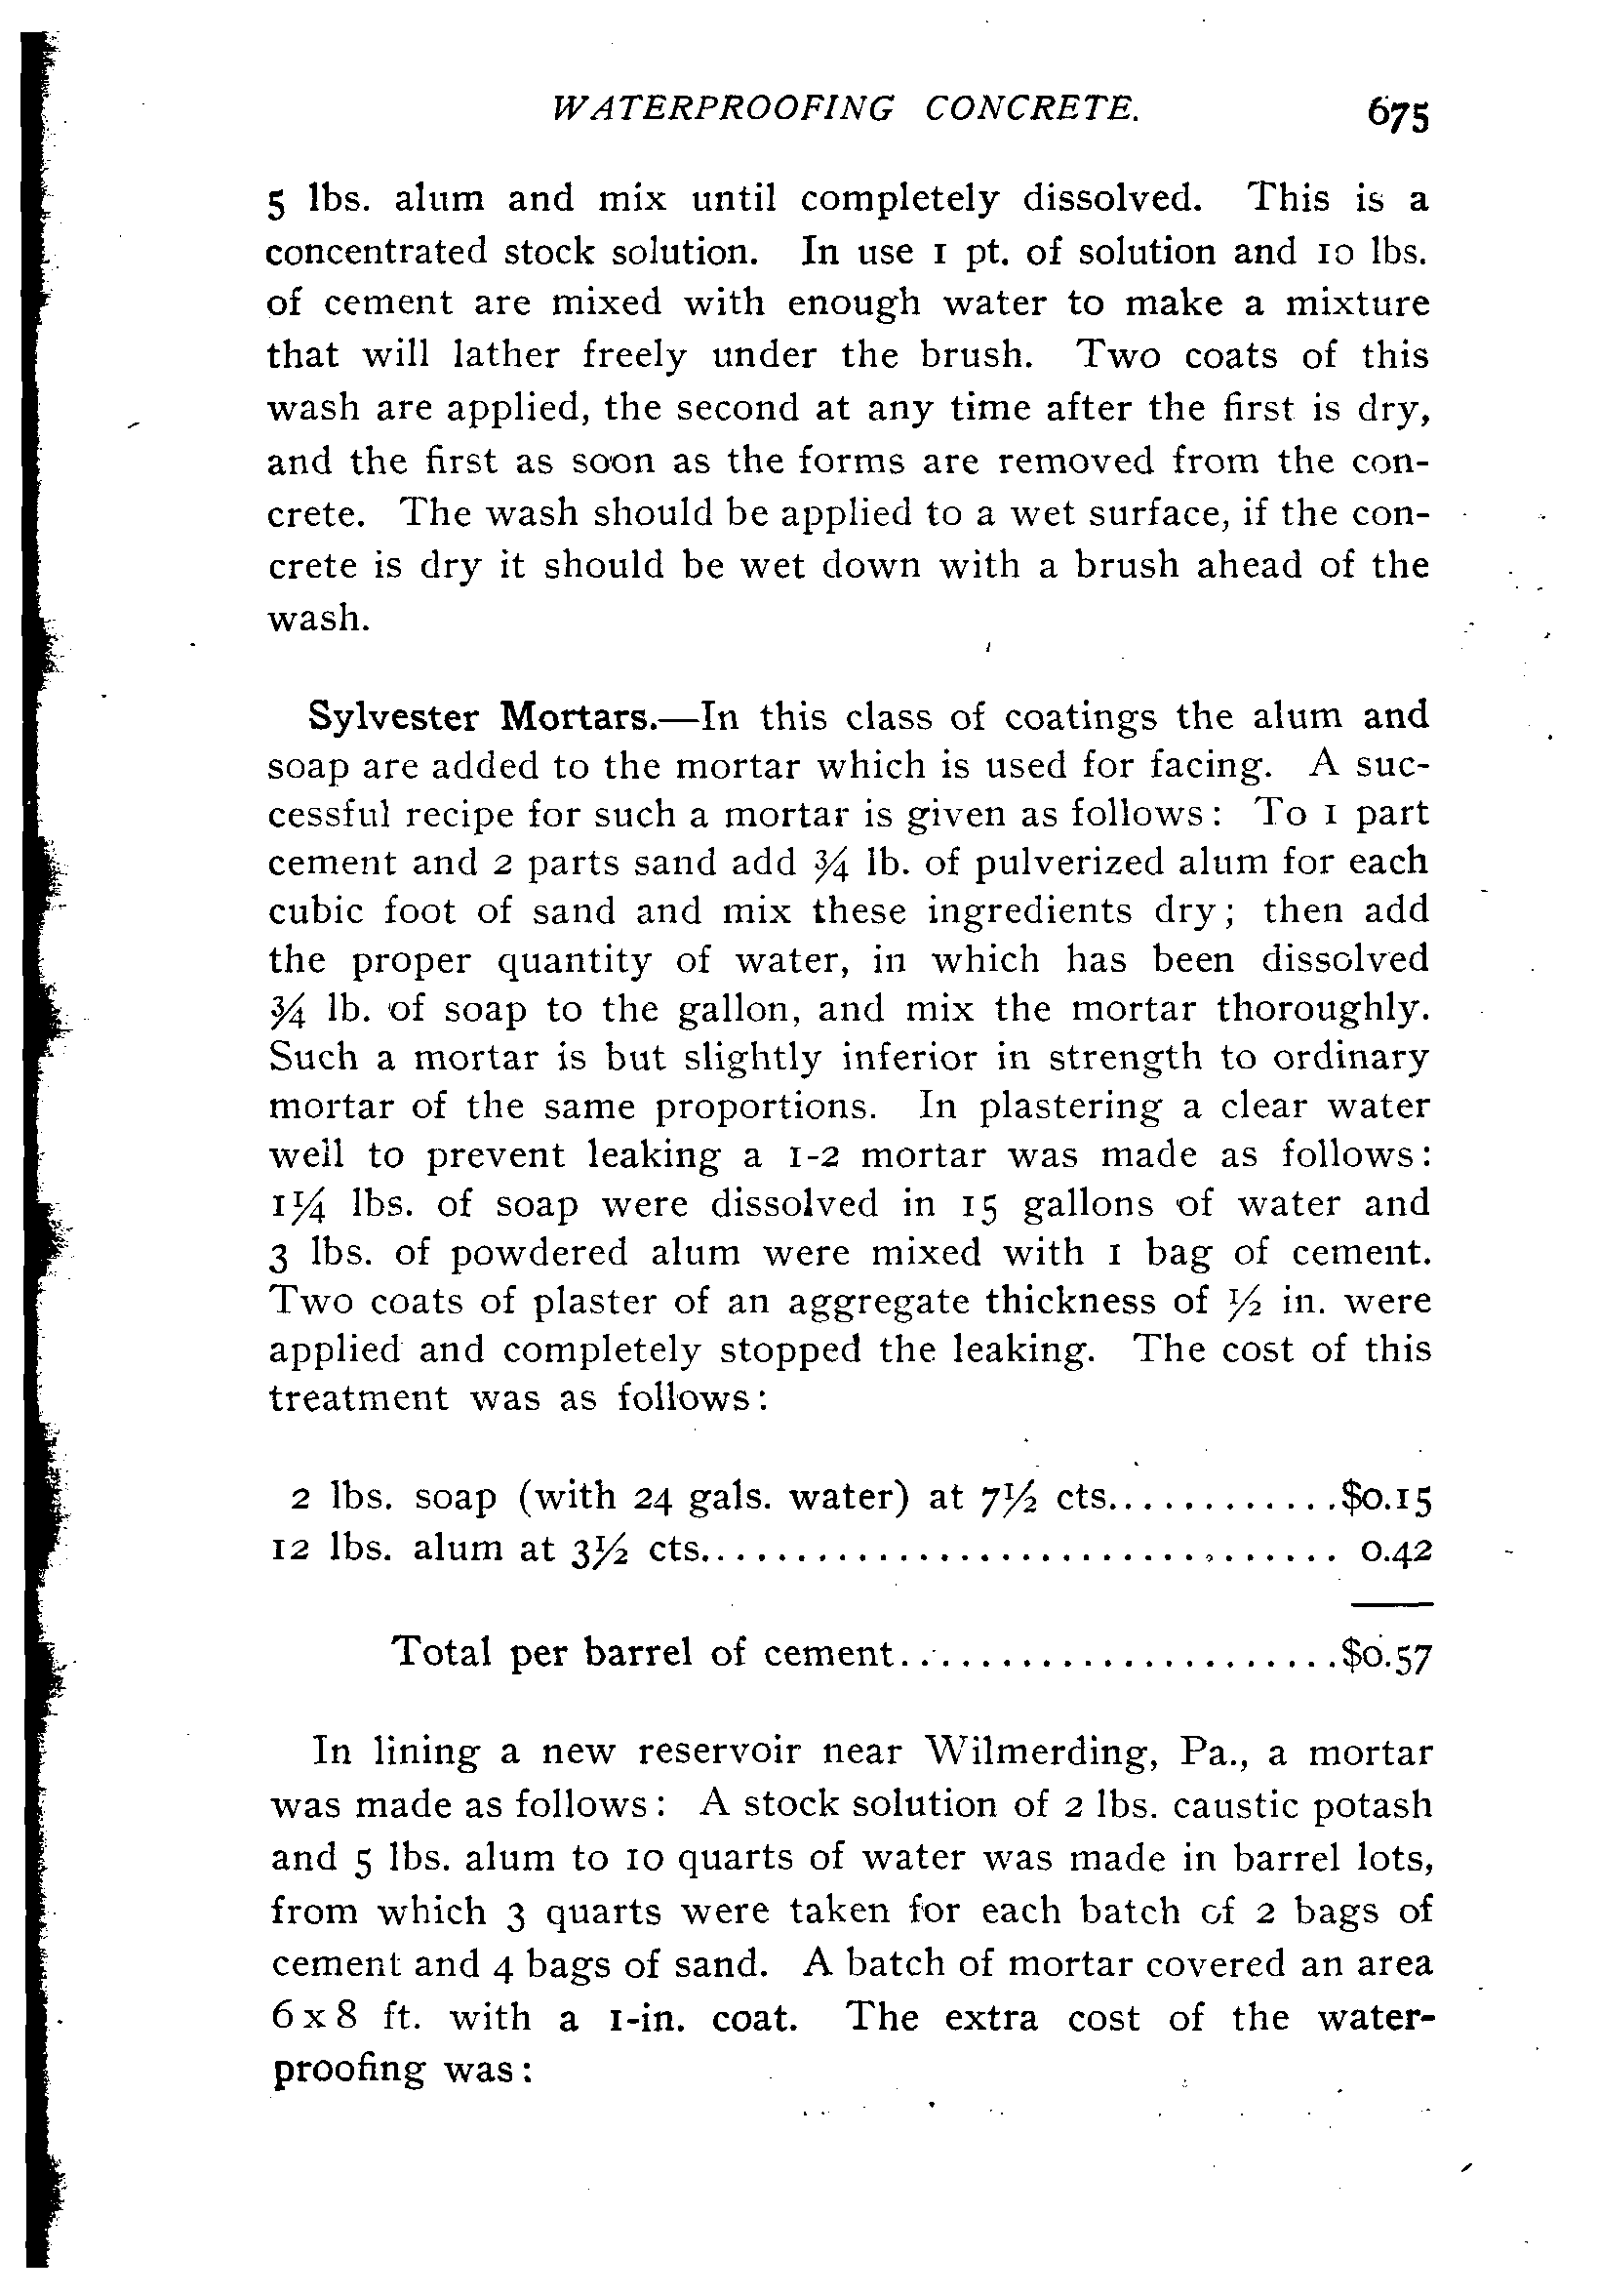 WATERPROOFING CONCRETE. 675
5 lbs. alum and mix until completely dissolved. This is a
concentrated stock solution. In use 1 pt. of solution and 10 lbs.
of cement are mixed with enough water to make a mixture
that will lather freely under the brush. Two coats of this
wash are applied, the second at any time after the first is dry,
and the first as soon as the forms are removed from the con-
crete. The wash should be applied to a wet surface, if the con-
crete is dry it should be wet down with a brush ahead of the
wash.
Sylvester Mortars.—In this class of coatings the alum and
soap are added to the mortar which is used for facing. A suc-
cessful recipe for such a mortar is given as follows: To 1 part
cement and 2 parts sand add ¾ lb. of pulverized alum for each
cubic foot of sand and mix these ingredients dry; then add
the proper quantity of water, in which has been dissolved
¾ lb. of soap to the gallon, and mix the mortar thoroughly.
Such a mortar is but slightly inferior in strength to ordinary
mortar of the same proportions. In plastering a clear water
well to prevent leaking a 1-2 mortar was made as follows:
1¼ lbs. of soap were dissolved in 15 gallons of water and
3 lbs. of powdered alum were mixed with 1 bag of cement.
Two coats of plaster of an aggregate thickness of ½ in. were
applied and completely stopped the leaking. The cost of this
treatment was as follows:
2 lbs. soap (with 24 gals. water) at 7½ cts............$0.15
12 lbs. alum at 3½ cts.............................. 0.42
Total per barrel of cement......................$0.57
In lining a new reservoir near Wilmerding, Pa., a mortar
was made as follows: A stock solution of 2 lbs. caustic potash
and 5 lbs. alum to 10 quarts of water was made in barrel lots,
from which 3 quarts were taken for each batch of 2 bags of
cement and 4 bags of sand. A batch of mortar covered an area
6 x 8 ft. with a 1-in. coat. The extra cost of the water-
proofing was: